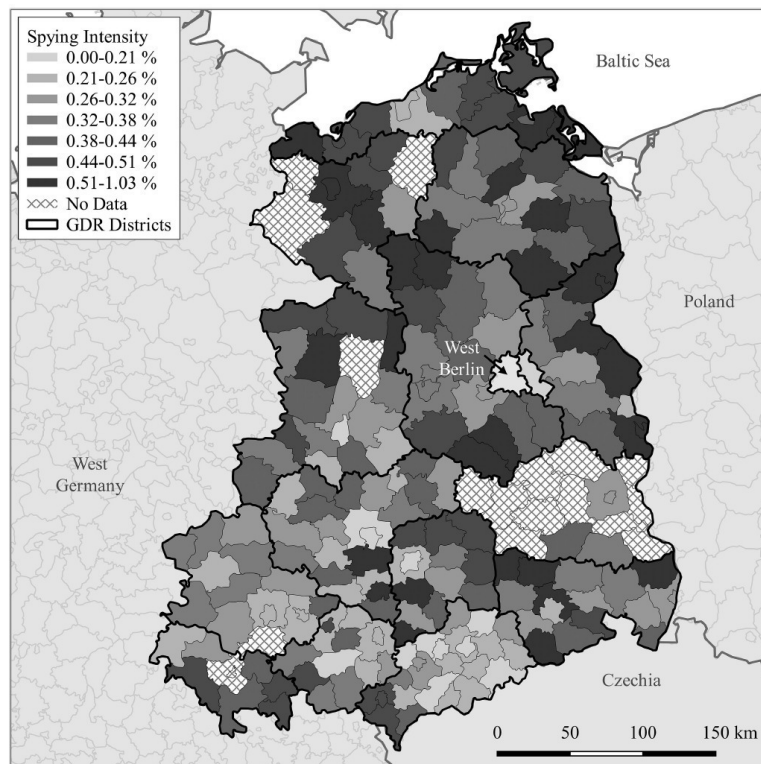 Spying Intensity
0.00-0.21 %
0.21-0.26 %
0.26-0.32 %
0.32-0.38 %
0.38-0.44 %
0.44-0.51 %
0.51-1.03 %
No Data
GDR Districts
Baltic Sea
Poland
West
Berlin
West
Germany
Czechia
0 50 100 150 km